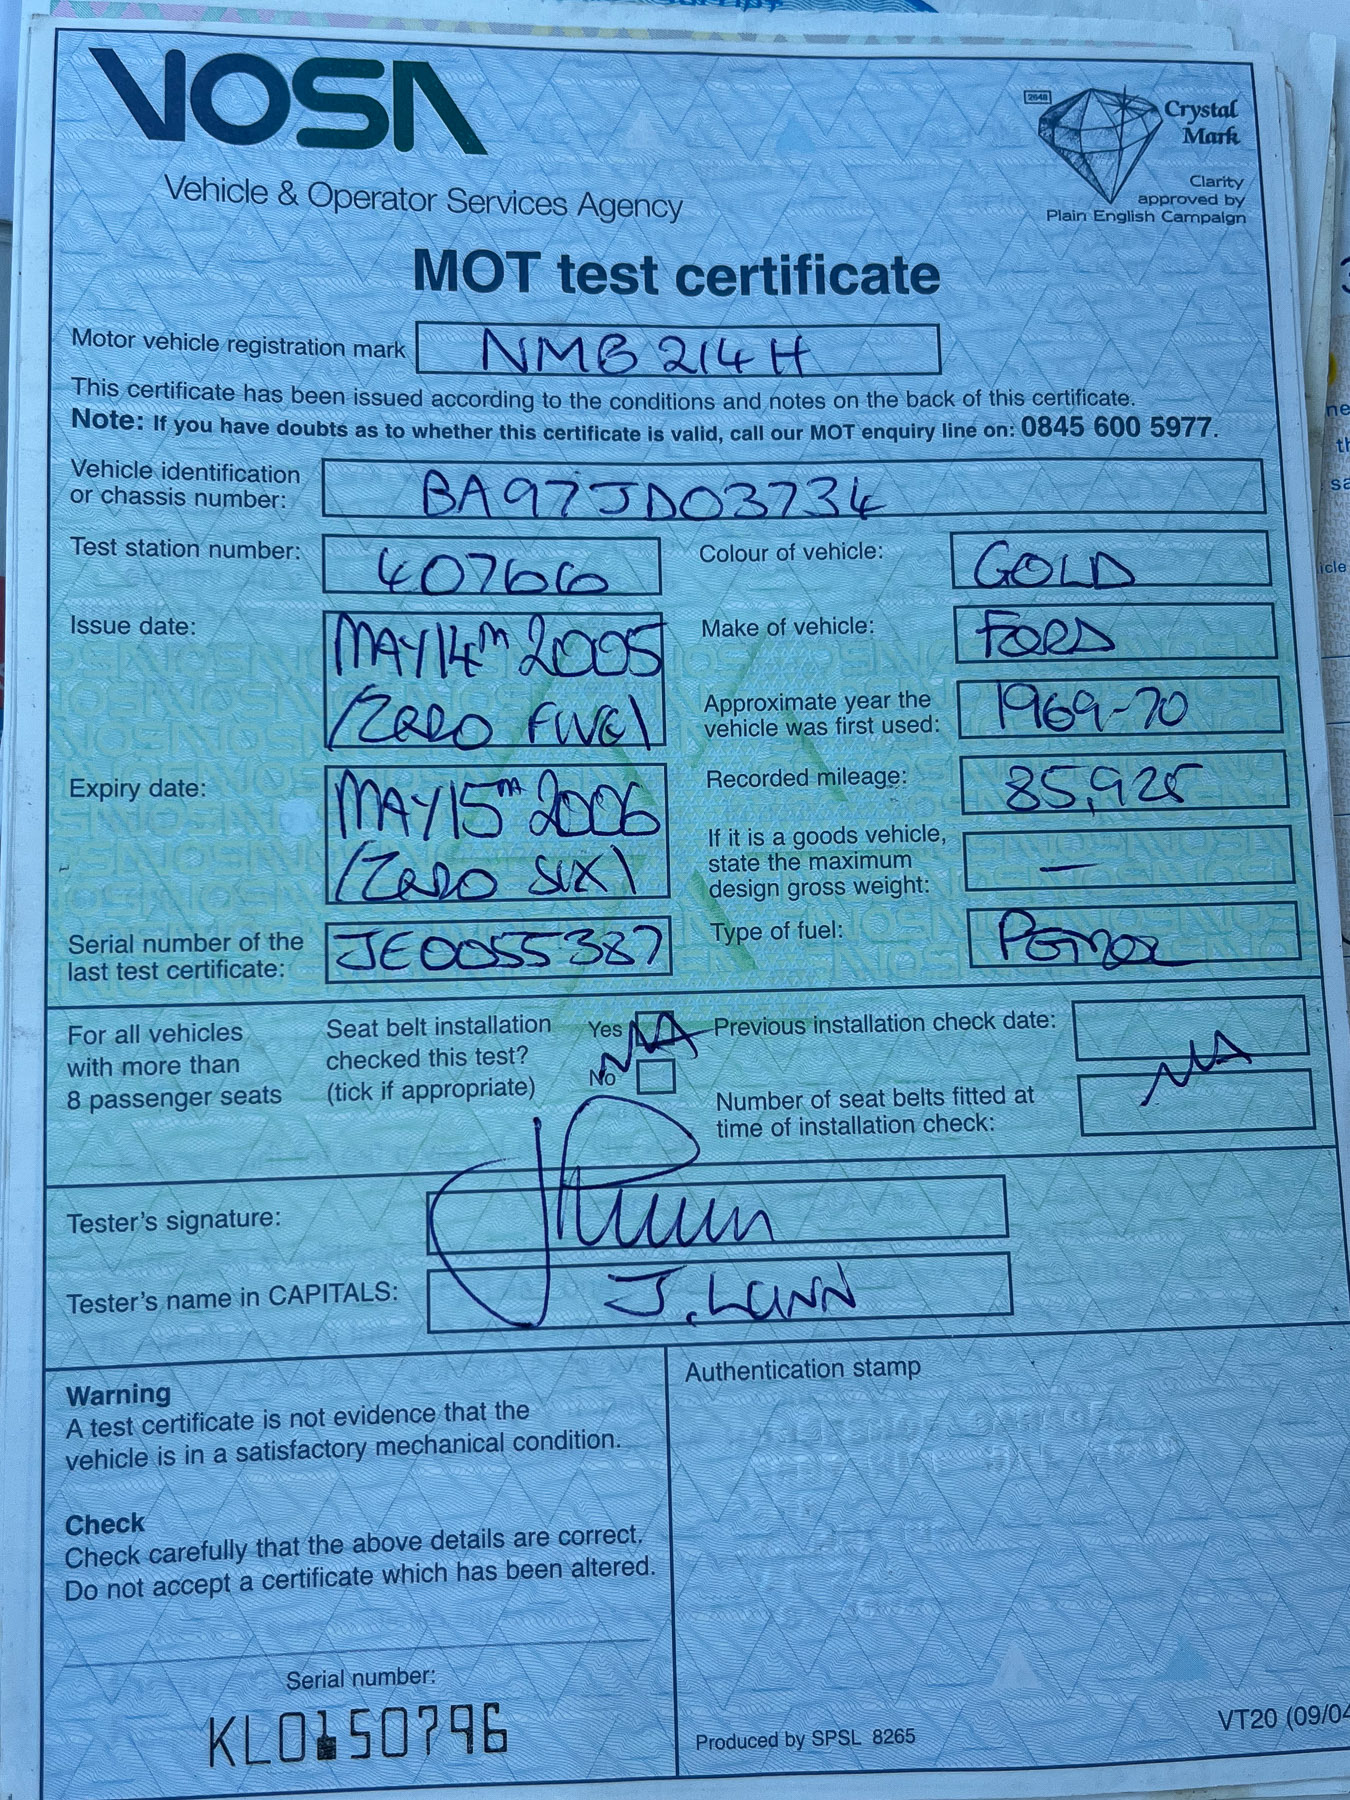 VOSA
Vehicle & Operator Services Agency
2648
Crystal
Mark
Clarity
approved by
Plain English Campaign
MOT test certificate
Motor vehicle registration mark NMB 214 H
This certificate has been issued according to the conditions and notes on the back of this certificate.
Note: If you have doubts as to whether this certificate is valid, call our MOT enquiry line on: 0845 600 5977.
Vehicle identification
or chassis number: BA97JD03734
Test station number: 40766
Colour of vehicle: GOLD
Issue date: MAY 14TH 2005
(ZERO FIVE)
Make of vehicle: FORD
Approximate year the
vehicle was first used: 1969-70
Expiry date: MAY 15TH 2006
(ZERO SIX)
Recorded mileage: 85,925
If it is a goods vehicle,
state the maximum
design gross weight: —
Serial number of the
last test certificate: JE0055387
Type of fuel: PETROL
For all vehicles
with more than
8 passenger seats
Seat belt installation
checked this test?
(tick if appropriate)
Yes
No
NA
Previous installation check date:
NA
Number of seat belts fitted at
time of installation check:
Tester's signature:
Tester's name in CAPITALS: J. LUNN
Warning
A test certificate is not evidence that the
vehicle is in a satisfactory mechanical condition.
Check
Check carefully that the above details are correct.
Do not accept a certificate which has been altered.
Serial number:
KL0150796
Authentication stamp
Produced by SPSL 8265
VT20 (09/04